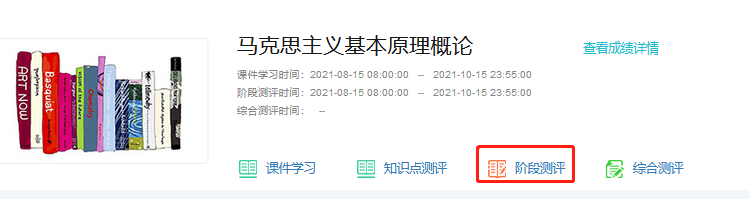 马克思主义基本原理概论
查看成绩详情
课件学习时间：2021-08-15 08:00:00 -- 2021-10-15 23:55:00
阶段测评时间：2021-08-15 08:00:00 -- 2021-10-15 23:55:00
综合测评时间： --
课件学习 知识点测评 阶段测评 综合测评
ART NOW
Basquiat
Chemistry